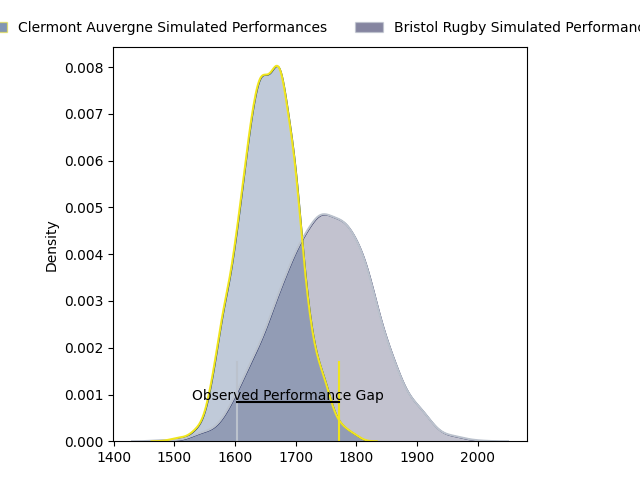 Clermont Auvergne Simulated Performances
Bristol Rugby Simulated
Density
0.008
0.007
0.006
0.005
0.004
0.003
0.002
0.001
0.000
Observed Performance Gap
1400 1500 1600 1700 1800 1900 2000